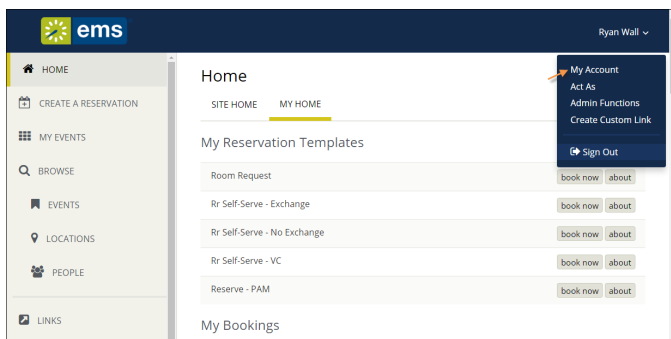 ems
Ryan Wall
My Account
Act As
Admin Functions
Create Custom Link
Sign Out
HOME
CREATE A RESERVATION
MY EVENTS
BROWSE
EVENTS
LOCATIONS
PEOPLE
LINKS
Home
SITE HOME MY HOME
My Reservation Templates
Room Request book now about
Rr Self-Serve - Exchange book now about
Rr Self-Serve - No Exchange book now about
Rr Self-Serve - VC book now about
Reserve - PAM book now about
My Bookings